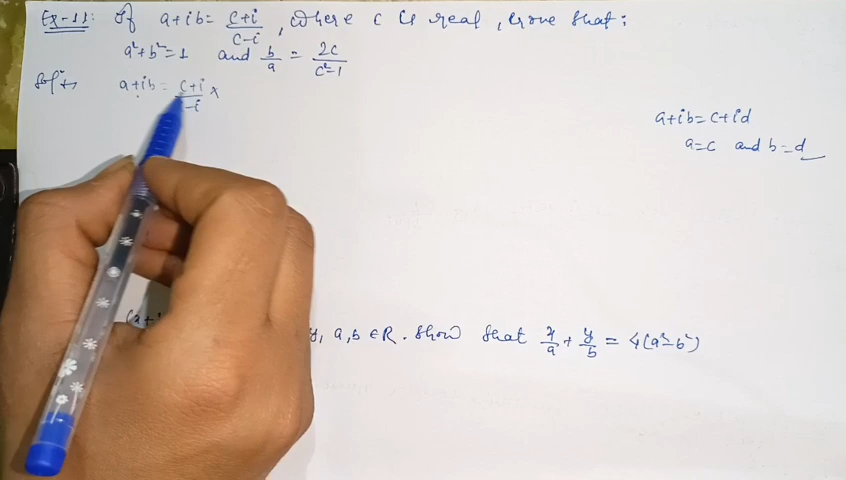 Ex-11: If a+ib = (c+i)/(c-i), where c is real, prove that:
a²+b²=1 and b/a = 2c/(c²-1)
Solⁿ→ a+ib = c+i/-i ×
a+ib=c+id
a=c and b=d
y, a,b ∈R. Show that x/a + y/b = 4(a²-b²)